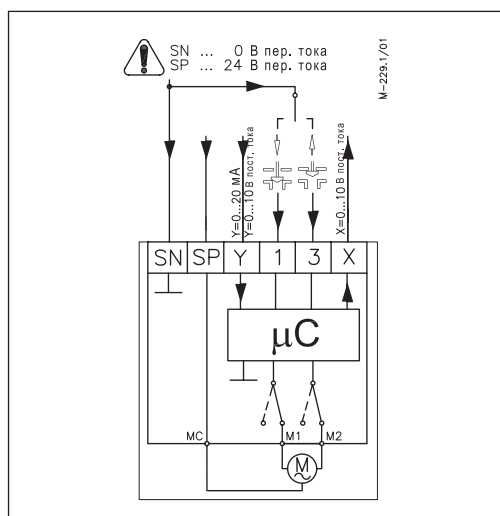 SN ... 0 В пер. тока
SP ... 24 В пер. тока
M-229.1/01
Y=0...20 мА
Y=0...10 В пост. тока
X=0...10 В пост. тока
SN SP Y 1 3 X
μC
MC M1 M2
M